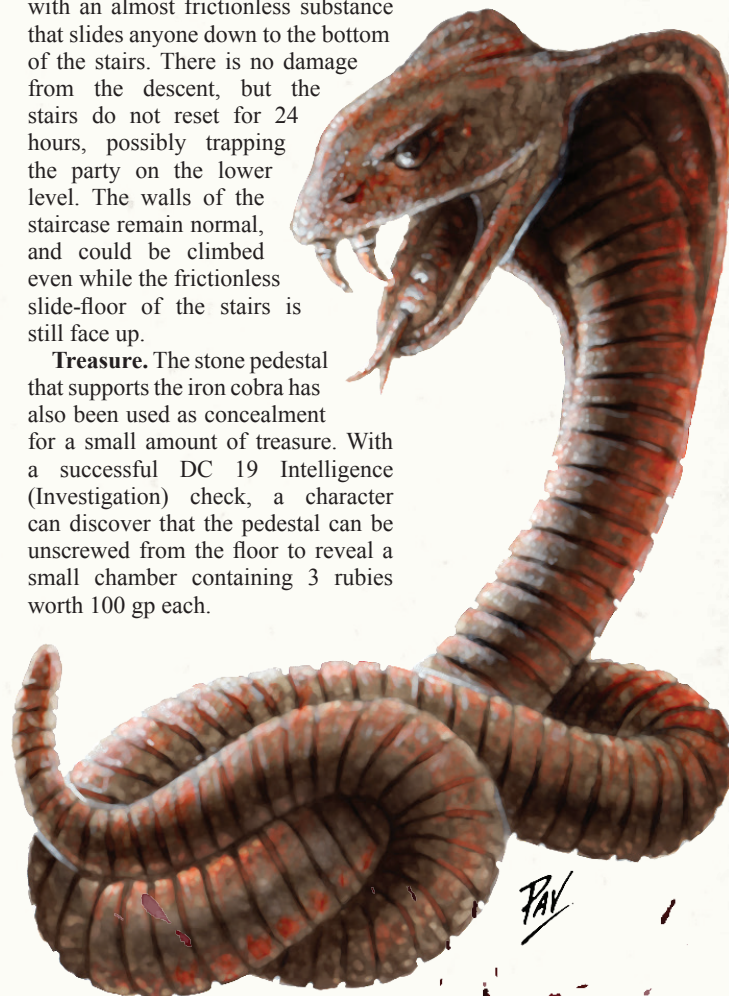 with an almost frictionless substance
that slides anyone down to the bottom
of the stairs. There is no damage
from the descent, but the
stairs do not reset for 24
hours, possibly trapping
the party on the lower
level. The walls of the
staircase remain normal,
and could be climbed
even while the frictionless
slide-floor of the stairs is
still face up.
Treasure. The stone pedestal
that supports the iron cobra has
also been used as concealment
for a small amount of treasure. With
a successful DC 19 Intelligence
(Investigation) check, a character
can discover that the pedestal can be
unscrewed from the floor to reveal a
small chamber containing 3 rubies
worth 100 gp each.
PAV